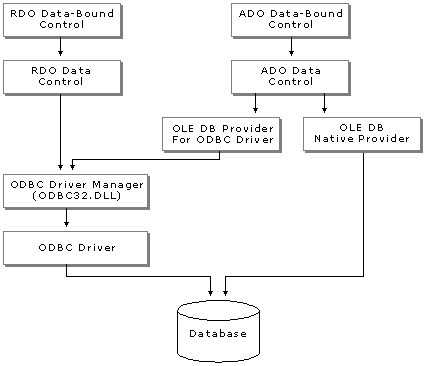 RDO Data-Bound
Control
ADO Data-Bound
Control
RDO Data
Control
ADO Data
Control
OLE DB Provider
For ODBC Driver
OLE DB
Native Provider
ODBC Driver Manager
(ODBC32.DLL)
ODBC Driver
Database